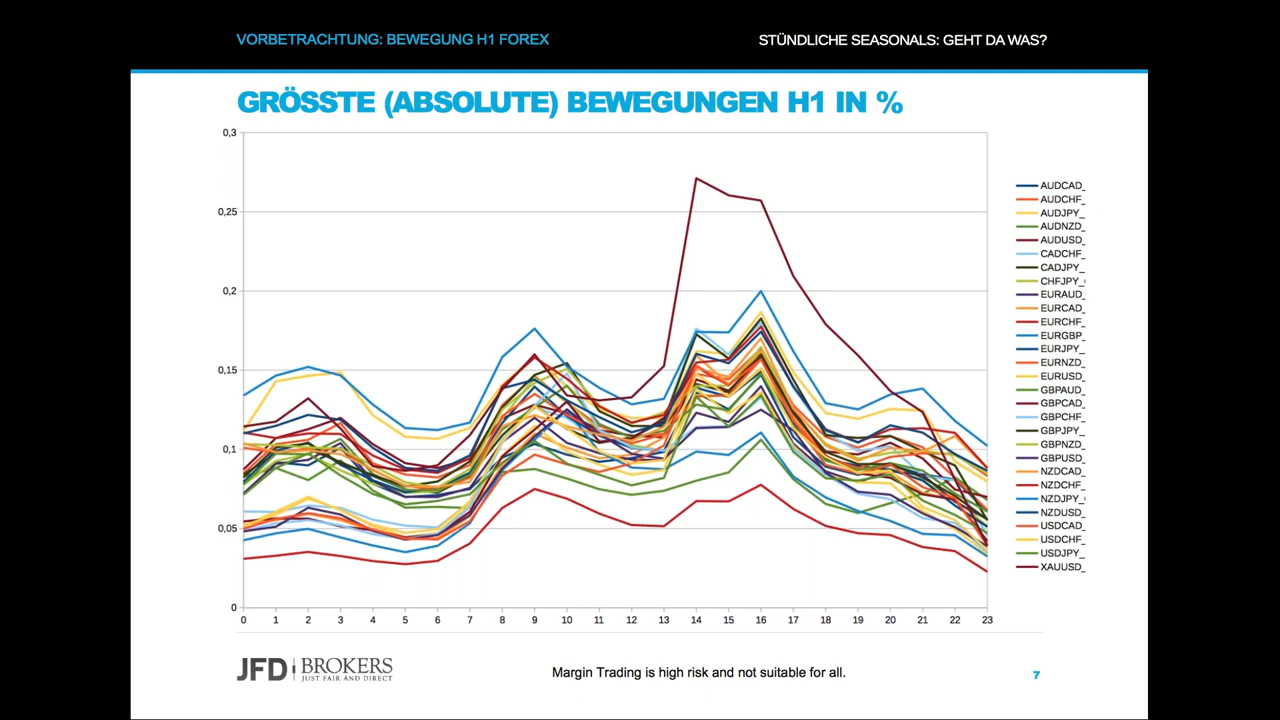 VORBETRACHTUNG: BEWEGUNG H1 FOREX
STÜNDLICHE SEASONALS: GEHT DA WAS?
GRÖSSTE (ABSOLUTE) BEWEGUNGEN H1 IN %
0,3
0,25
0,2
0,15
0,1
0,05
0
0 1 2 3 4 5 6 7 8 9 10 11 12 13 14 15 16 17 18 19 20 21 22 23
AUDCAD_
AUDCHF_
AUDJPY_
AUDNZD_
AUDUSD_
CADCHF_
CADJPY_
CHFJPY_
EURAUD_
EURCAD_
EURCHF_
EURGBP_
EURJPY_
EURNZD_
EURUSD_
GBPAUD_
GBPCAD_
GBPCHF_
GBPJPY_
GBPNZD_
GBPUSD_
NZDCAD_
NZDCHF_
NZDJPY_
NZDUSD_
USDCAD_
USDCHF_
USDJPY_
XAUUSD_
JFD BROKERS
JUST FAIR AND DIRECT
Margin Trading is high risk and not suitable for all.
7